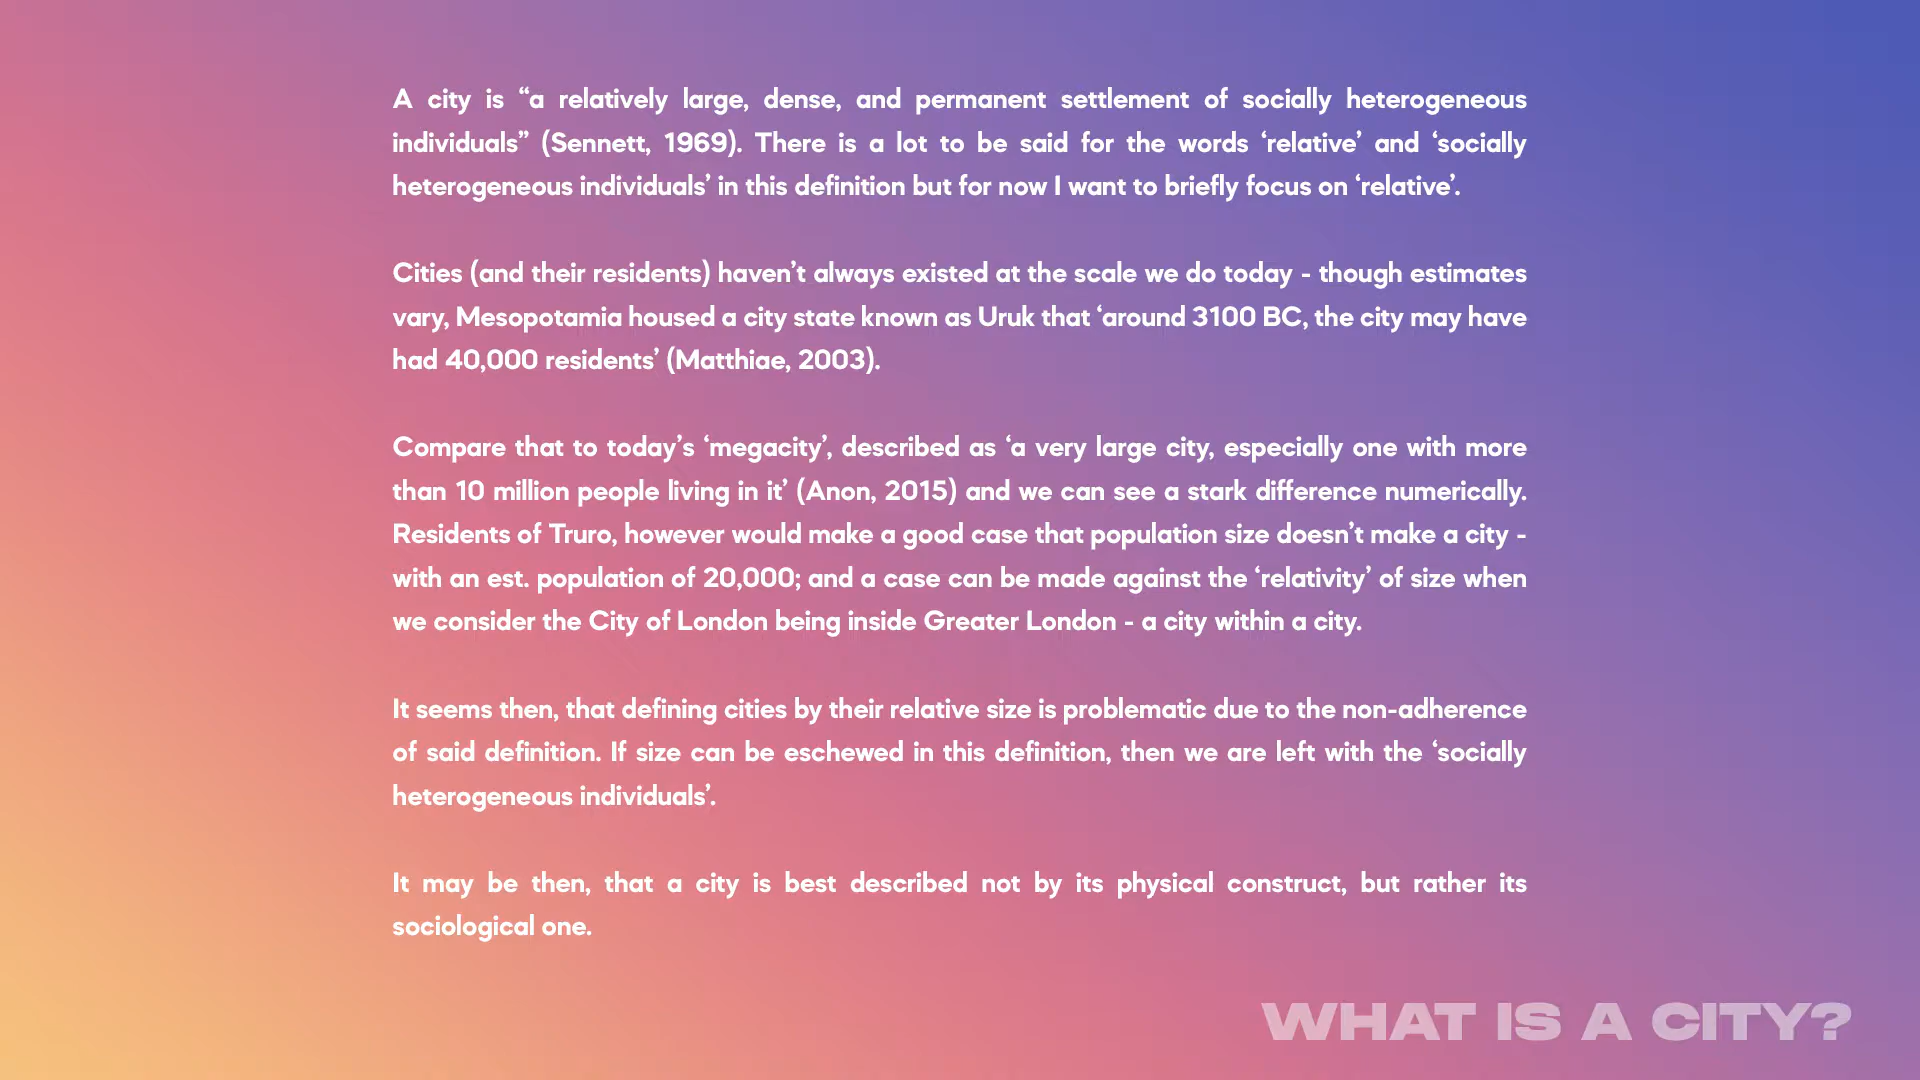 A city is “a relatively large, dense, and permanent settlement of socially heterogeneous
individuals” (Sennett, 1969). There is a lot to be said for the words ‘relative’ and ‘socially
heterogeneous individuals’ in this definition but for now I want to briefly focus on ‘relative’.
Cities (and their residents) haven’t always existed at the scale we do today - though estimates
vary, Mesopotamia housed a city state known as Uruk that ‘around 3100 BC, the city may have
had 40,000 residents’ (Matthiae, 2003).
Compare that to today’s ‘megacity’, described as ‘a very large city, especially one with more
than 10 million people living in it’ (Anon, 2015) and we can see a stark difference numerically.
Residents of Truro, however would make a good case that population size doesn’t make a city -
with an est. population of 20,000; and a case can be made against the ‘relativity’ of size when
we consider the City of London being inside Greater London - a city within a city.
It seems then, that defining cities by their relative size is problematic due to the non-adherence
of said definition. If size can be eschewed in this definition, then we are left with the ‘socially
heterogeneous individuals’.
It may be then, that a city is best described not by its physical construct, but rather its
sociological one.
WHAT IS A CITY?